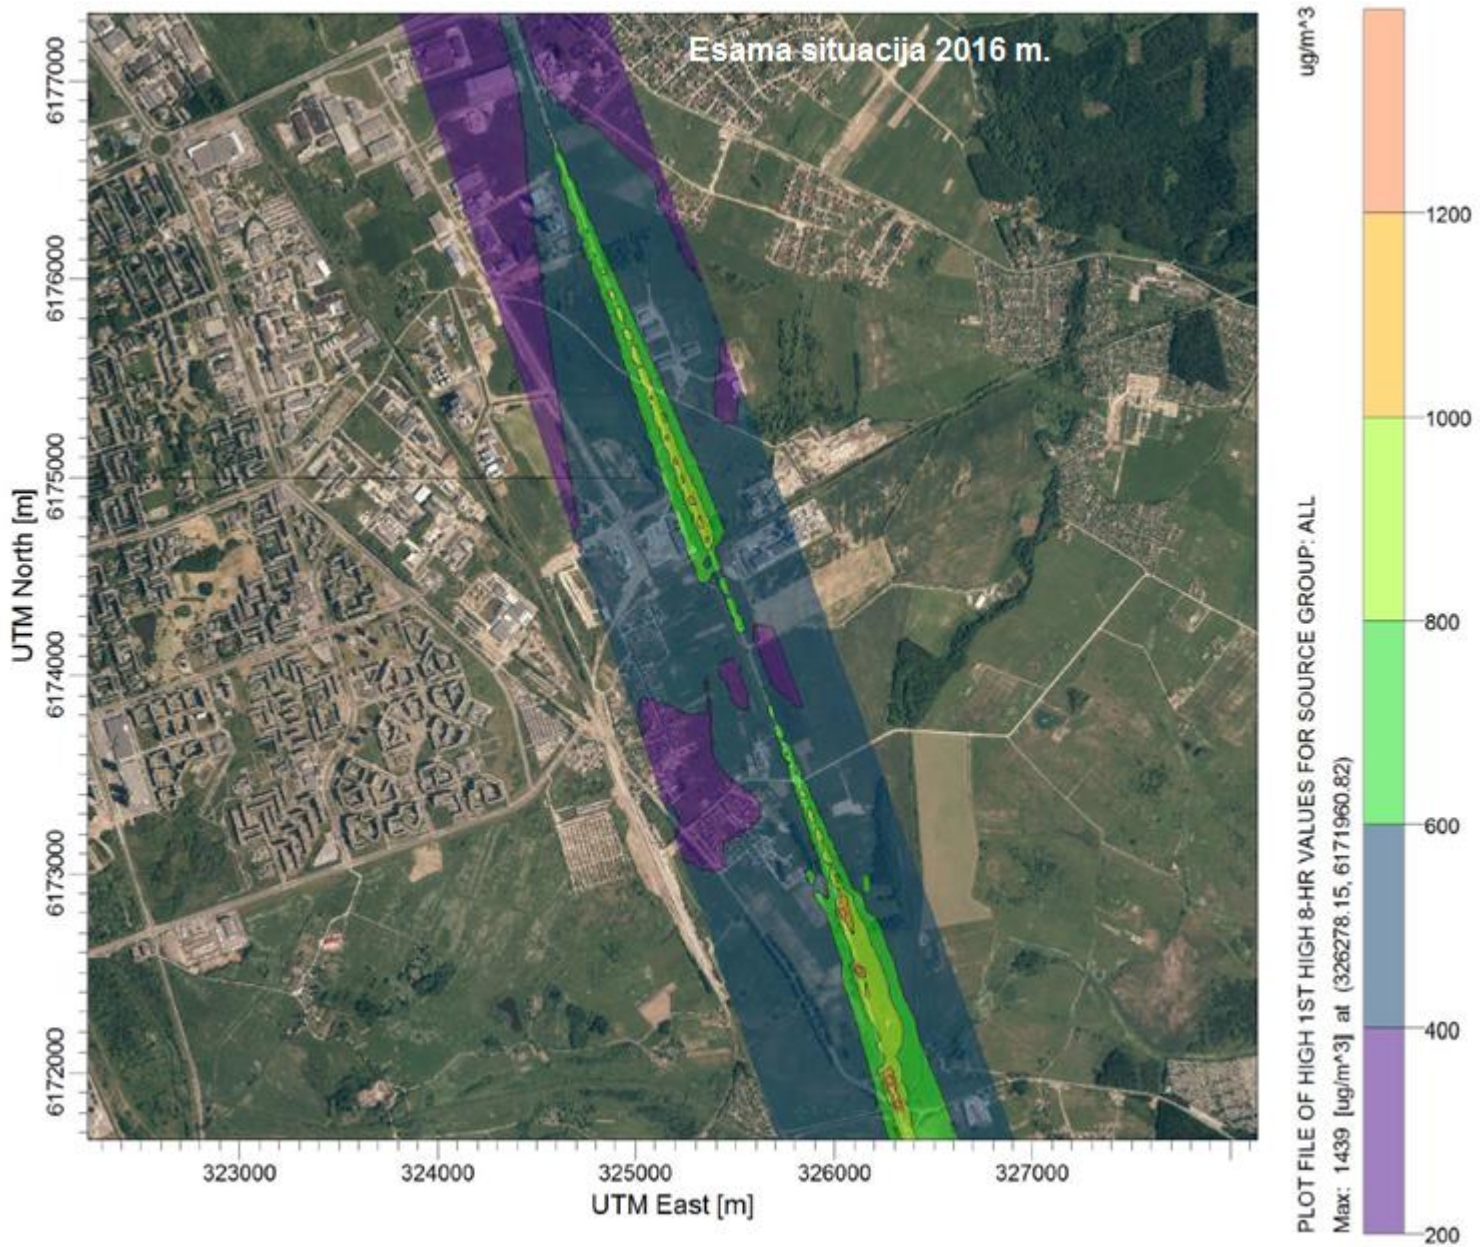 Esama situacija 2016 m.
6177000
6176000
6175000
6174000
6173000
6172000
UTM North [m]
323000
324000
325000
326000
327000
UTM East [m]
PLOT FILE OF HIGH 1ST HIGH 8-HR VALUES FOR SOURCE GROUP: ALL
ug/m^3
Max: 1439 [ug/m^3] at (326278.15, 6171960.82)
1200
1000
800
600
400
200